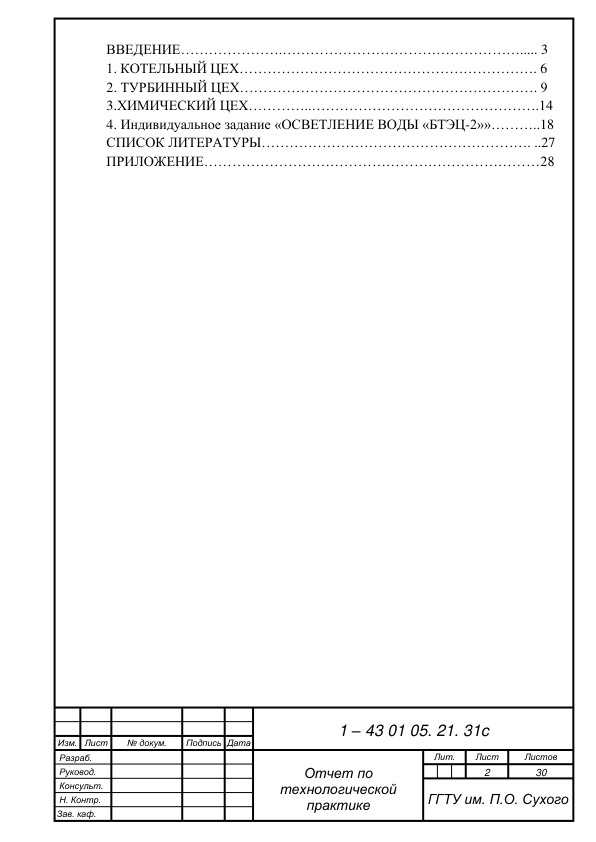 ВВЕДЕНИЕ…………………..……………………………………………..... 3
1. КОТЕЛЬНЫЙ ЦЕХ…………………………………………………………. 6
2. ТУРБИННЫЙ ЦЕХ…………………………………………………………. 9
3.ХИМИЧЕСКИЙ ЦЕХ…………...…………………………………………….14
4. Индивидуальное задание «ОСВЕТЛЕНИЕ ВОДЫ «БТЭЦ-2»»………..18
СПИСОК ЛИТЕРАТУРЫ……………………………………………………. ..27
ПРИЛОЖЕНИЕ…………………………………………………………………28
1 – 43 01 05. 21. 31с
Изм. Лист № докум. Подпись Дата
Разраб.
Руковод.
Консульт.
Н. Контр.
Зав. каф.
Отчет по
технологической
практике
Лит. Лист Листов
2 30
ГГТУ им. П.О. Сухого